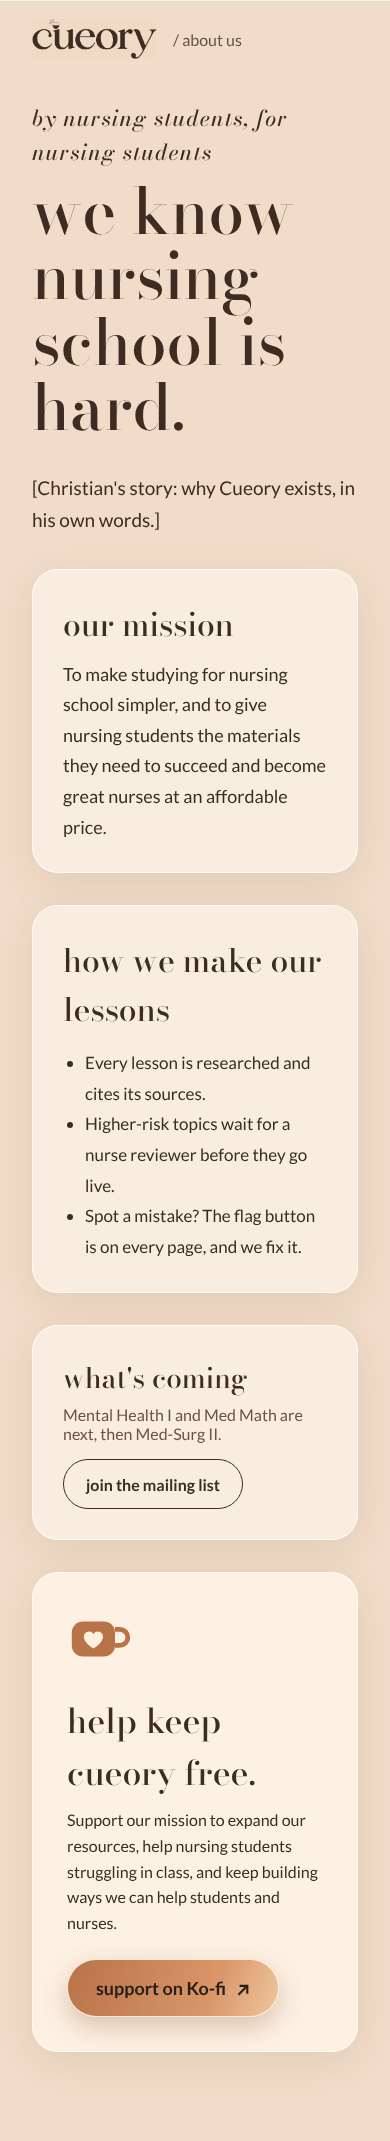 cueory / about us
by nursing students, for
nursing students
we know
nursing
school is
hard.
[Christian's story: why Cueory exists, in
his own words.]
our mission
To make studying for nursing
school simpler, and to give
nursing students the materials
they need to succeed and become
great nurses at an affordable
price.
how we make our
lessons
• Every lesson is researched and
cites its sources.
• Higher-risk topics wait for a
nurse reviewer before they go
live.
• Spot a mistake? The flag button
is on every page, and we fix it.
what's coming
Mental Health I and Med Math are
next, then Med-Surg II.
join the mailing list
help keep
cueory free.
Support our mission to expand our
resources, help nursing students
struggling in class, and keep building
ways we can help students and
nurses.
support on Ko-fi ↗